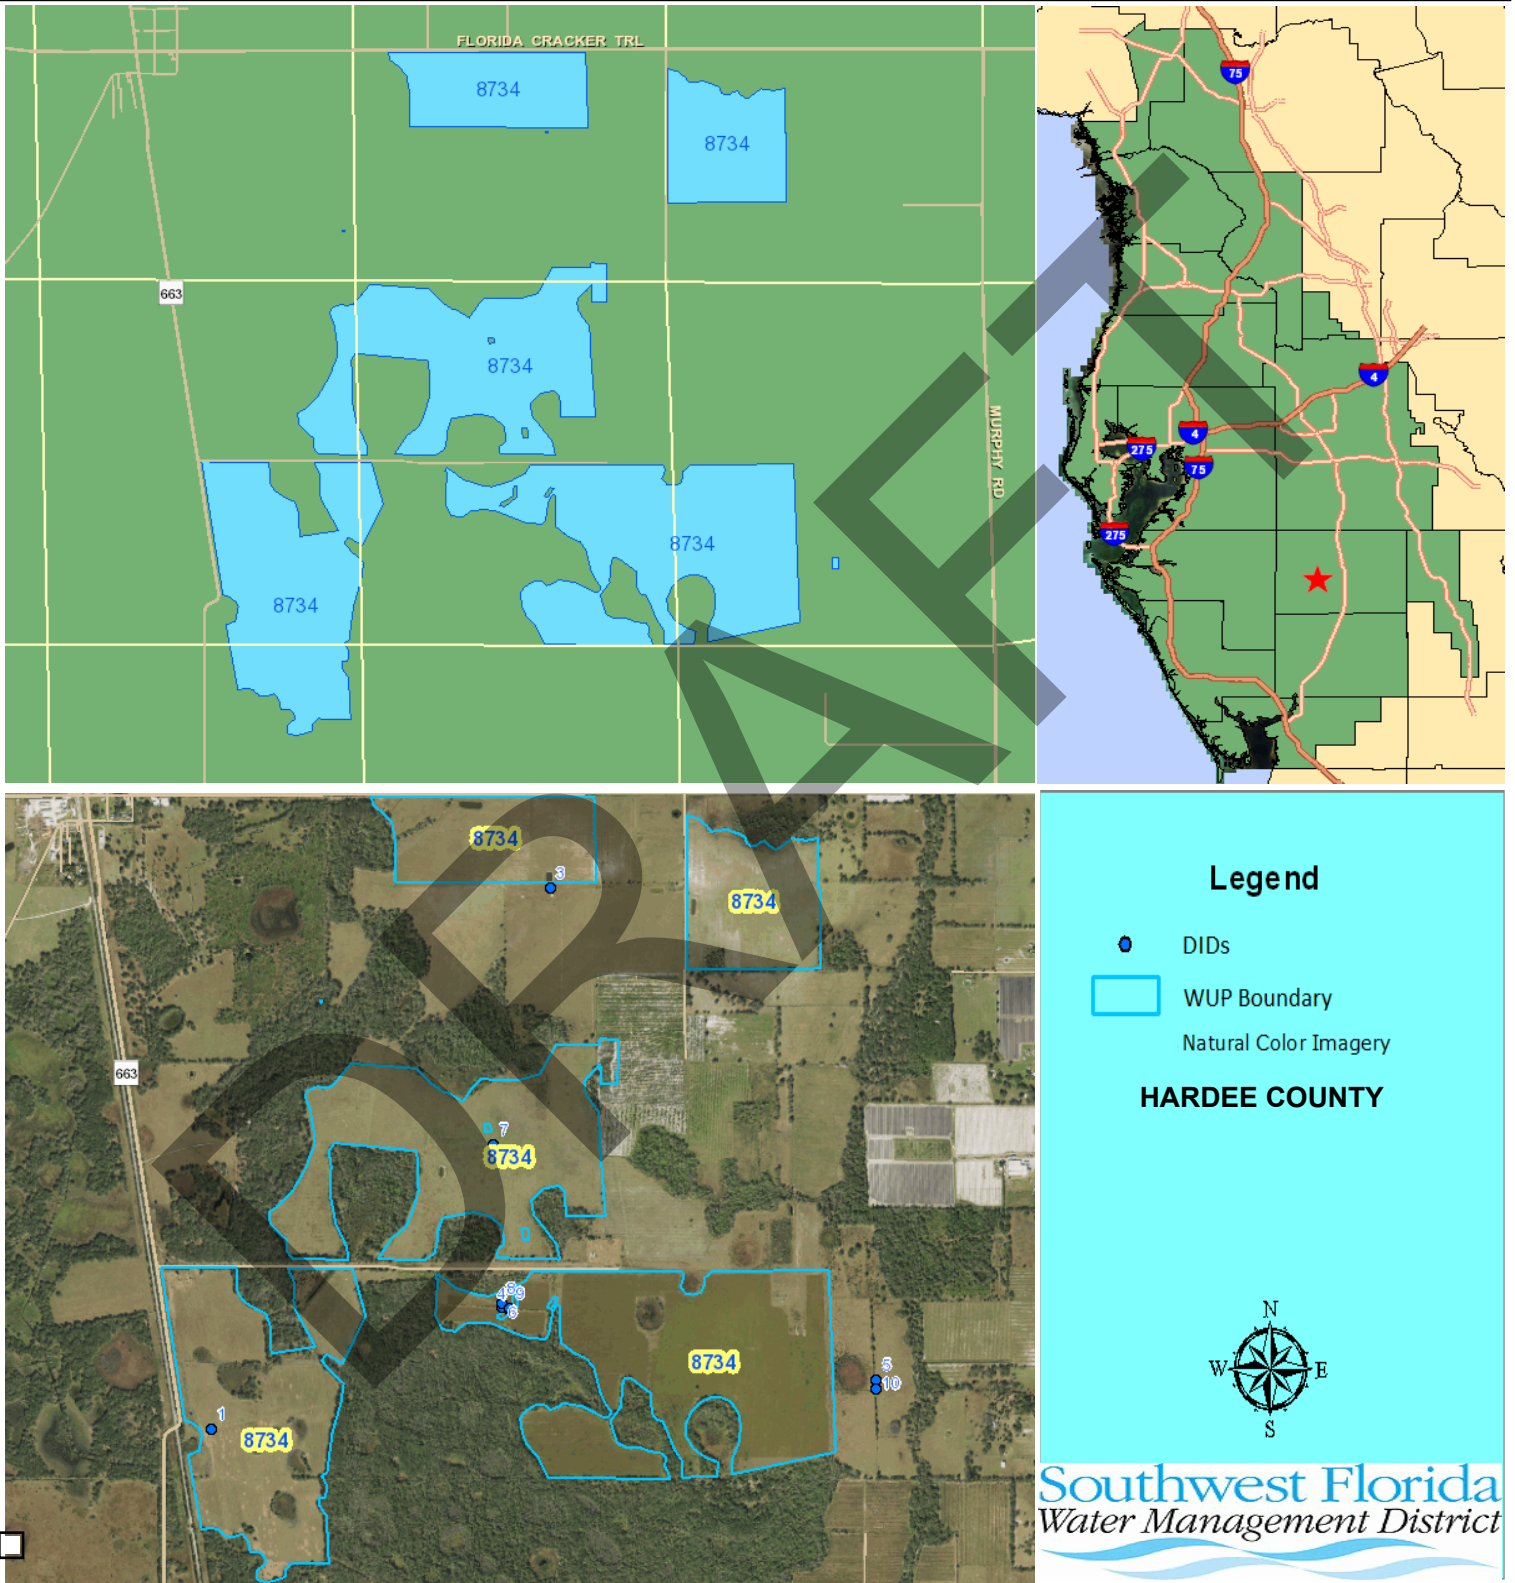 FLORIDA CRACKER TRL
8734
8734
663
8734
MURPHY RD
8734
8734
75
4
4
275
75
275
8734
3
8734
663
7
8734
4 8 9
6
8734
5
10
1
8734
Legend
DIDs
WUP Boundary
Natural Color Imagery
HARDEE COUNTY
N
W E
S
Southwest Florida
Water Management District
DRAFT